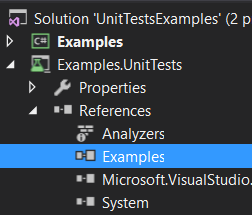 Solution 'UnitTestsExamples' (2 p
C# Examples
Examples.UnitTests
Properties
References
Analyzers
Examples
Microsoft.VisualStudio.
System